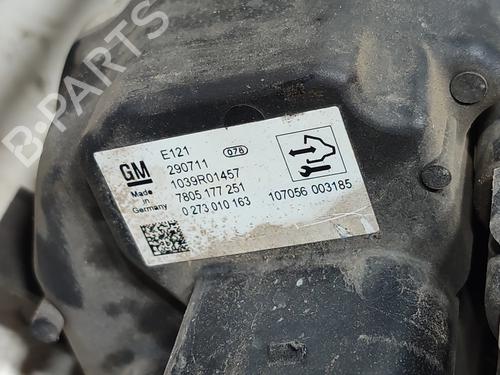 B-PARTS
GM
Made
in
Germany
E121
290711 078
1039R01457
7805 177 251
0 273 010 163
107056 003185